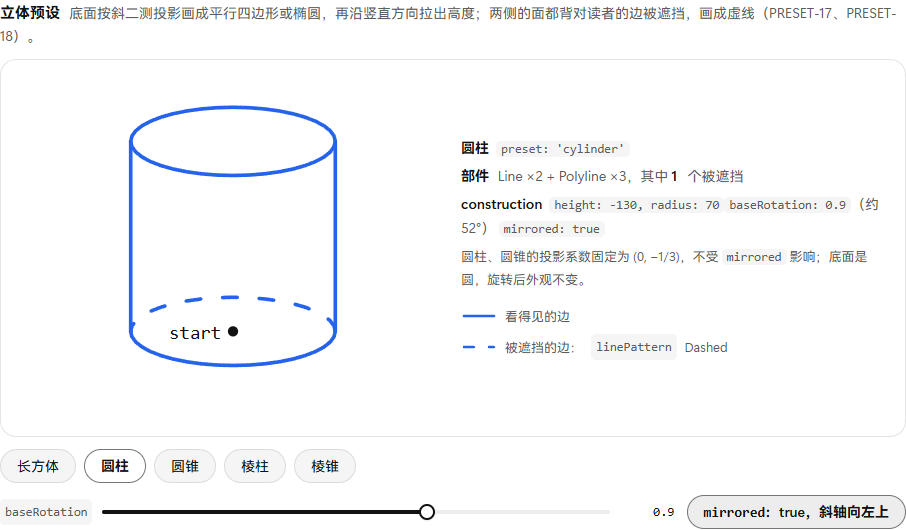 立体预设 底面按斜二测投影画成平行四边形或椭圆，再沿竖直方向拉出高度；两侧的面都背对读者的边被遮挡，画成虚线（PRESET-17、PRESET-
18）。
圆柱 preset: 'cylinder'
部件 Line ×2 + Polyline ×3，其中 1 个被遮挡
construction height: -130, radius: 70 baseRotation: 0.9（约
52°） mirrored: true
圆柱、圆锥的投影系数固定为 (0, −1/3)，不受 mirrored 影响；底面是
圆，旋转后外观不变。
看得见的边
被遮挡的边： linePattern Dashed
start
长方体 圆柱 圆锥 棱柱 棱锥
baseRotation 0.9 mirrored: true，斜轴向左上